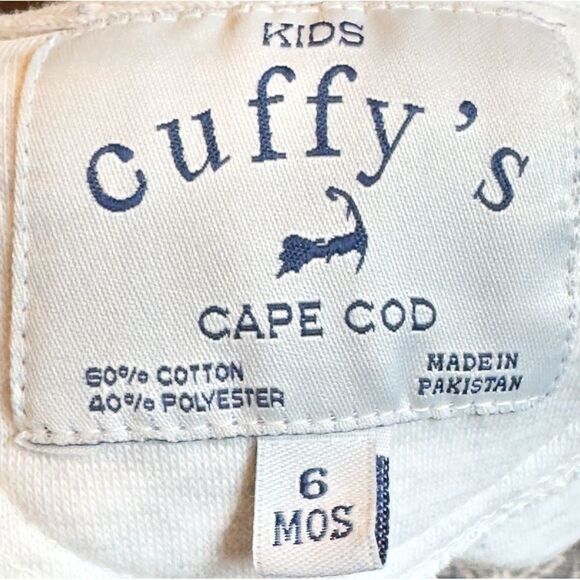 KIDS
cuffy's
CAPE COD
60% COTTON
40% POLYESTER
MADE IN
PAKISTAN
6
MOS